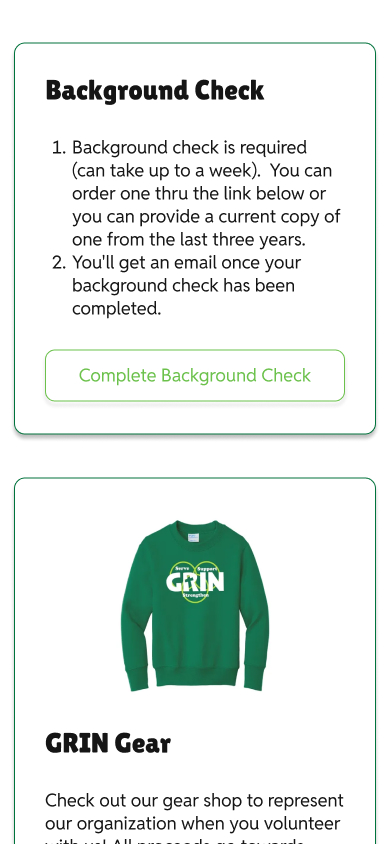 Background Check
1. Background check is required
(can take up to a week).  You can
order one thru the link below or
you can provide a current copy of
one from the last three years.
2. You'll get an email once your
background check has been
completed.
Complete Background Check
Serve Support
GRIN
Strengthen
GRIN Gear
Check out our gear shop to represent
our organization when you volunteer
with us! All proceeds go towards